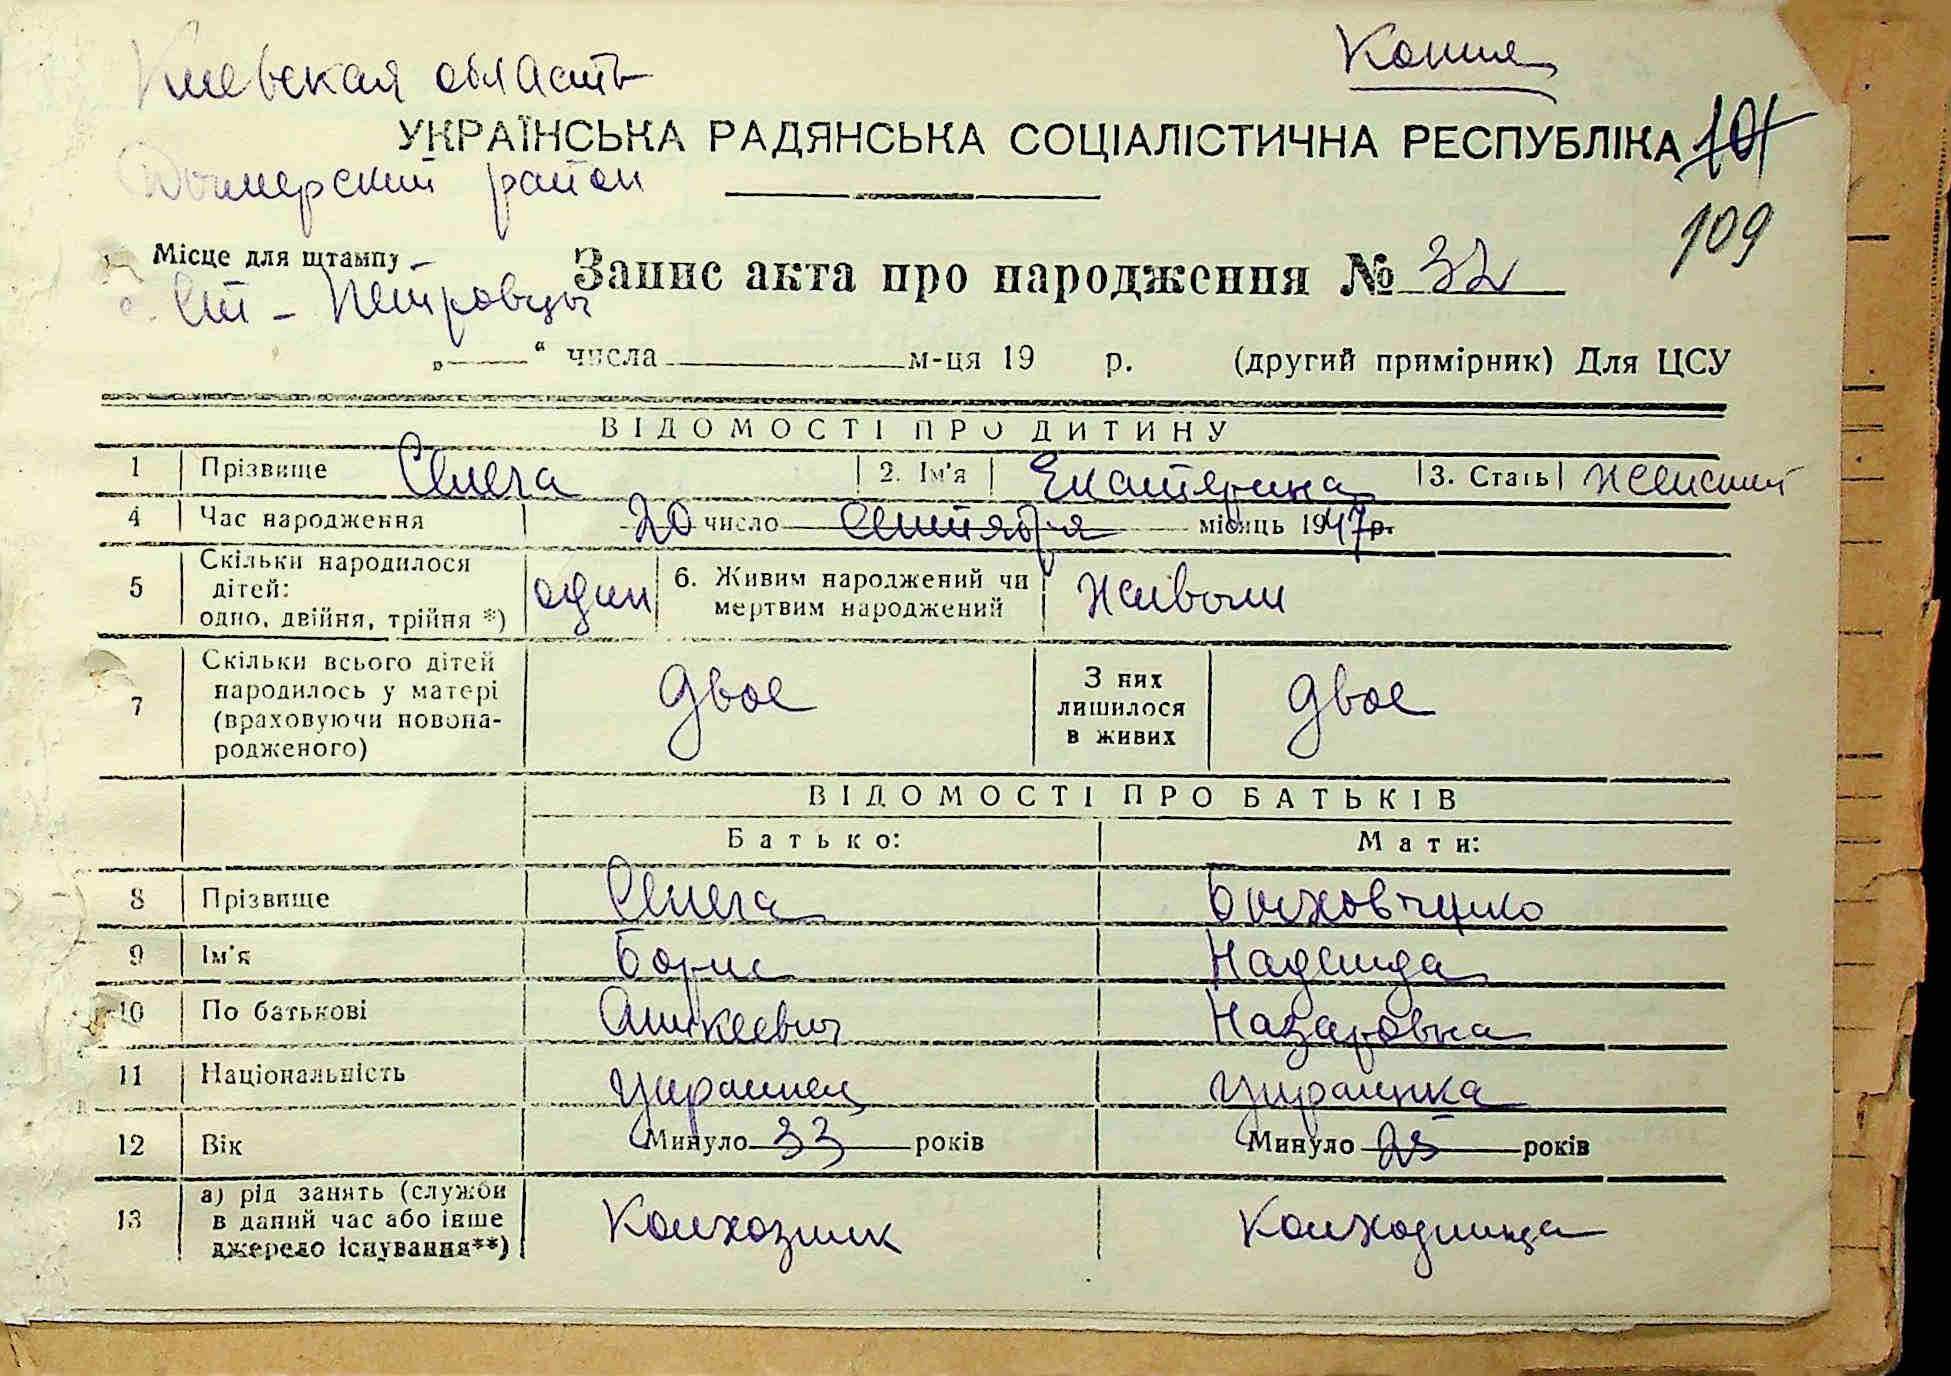 Киевская область
Копия
УКРАЇНСЬКА РАДЯНСЬКА СОЦІАЛІСТИЧНА РЕСПУБЛІКА 101
Дымерский район
109
Місце для штампу
Запис акта про народження № 32
с. Ст-Петровцы
„ “ числа м-ця 19 р. (другий примірник) Для ЦСУ
ВІДОМОСТІ ПРО ДИТИНУ
1 Прізвище 2. Ім'я Екатерина 3. Стать женский
4 Час народження 20 число Сентября місяць 1947 р.
5 Скільки народилося дітей: одно, двійня, трійня *) один 6. Живим народжений чи мертвим народжений живым
7 Скільки всього дітей народилось у матері (враховуючи новонародженого) двое З них лишилося в живих двое
ВІДОМОСТІ ПРО БАТЬКІВ
Батько: Мати:
8 Прізвище
9 Ім'я Борис Надежда
10 По батькові Назаровна
11 Національність украинец украинка
12 Вік Минуло 33 років Минуло 25 років
13 а) рід занять (служби в даний час або інше джерело існування**) Колхозник Колхозница